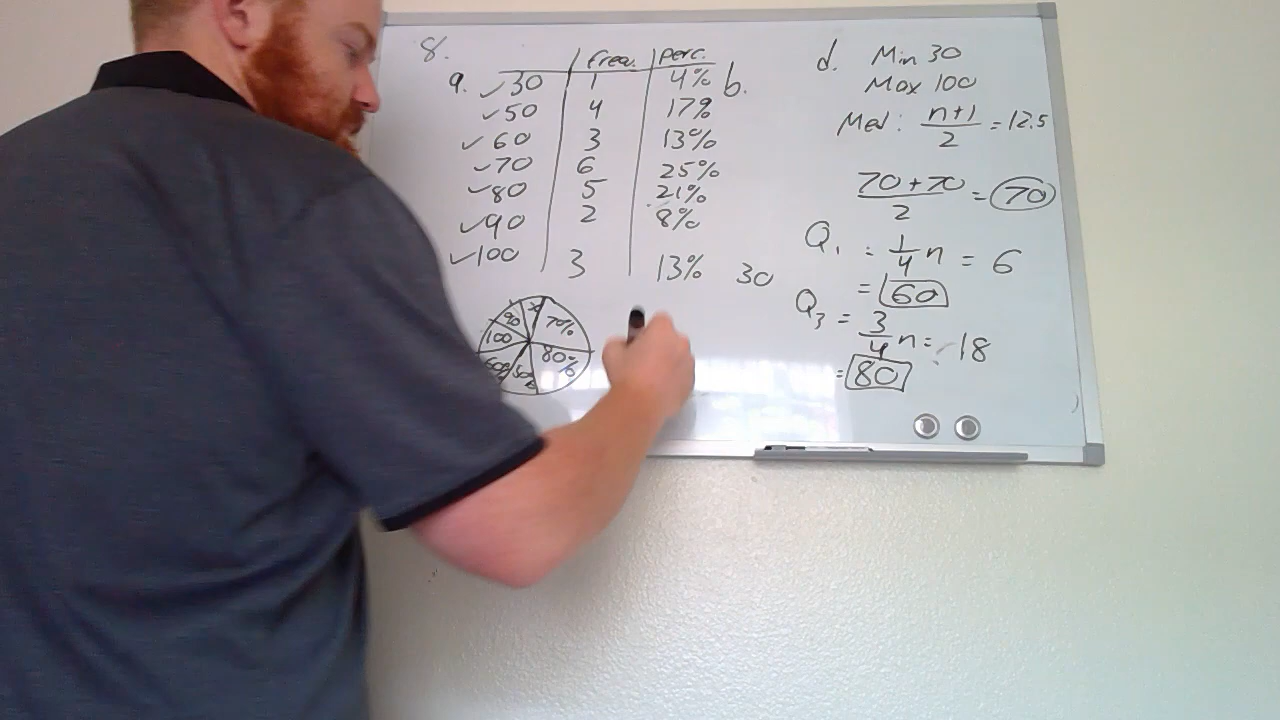 8.
Freq. Perc.
a. ✓30 1 4% b.
✓50 4 17%
✓60 3 13%
✓70 6 25%
✓80 5 21%
✓90 2 8%
✓100 3 13% 30
90 70%
100 80%
60%
d. Min 30
Max 100
Med: n+1/2 = 12.5
70+70/2 = 70
Q1 = 1/4 n = 6
= 60
Q3 = 3/4 n = 18
= 80